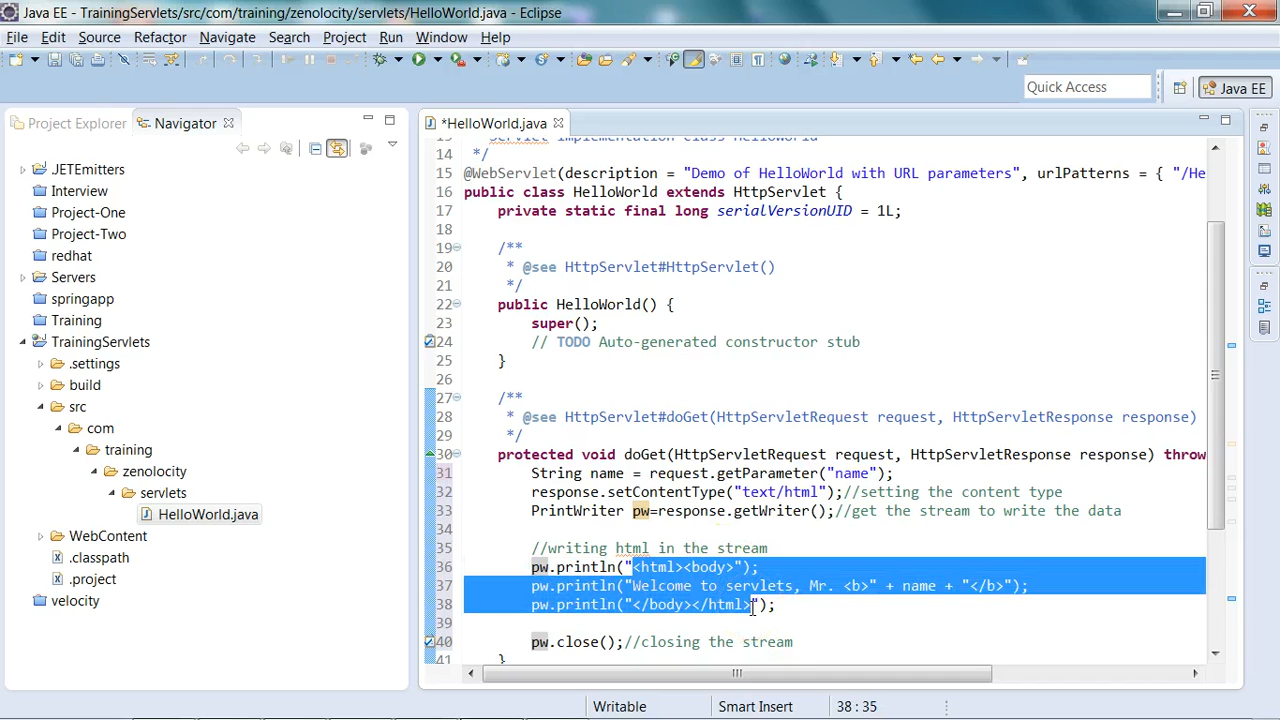 Java EE - TrainingServlets/src/com/training/zenolocity/servlets/HelloWorld.java - Eclipse
File Edit Source Refactor Navigate Search Project Run Window Help
Quick Access
Java EE
Project Explorer
Navigator
*HelloWorld.java
JETEmitters
Interview
Project-One
Project-Two
redhat
Servers
springapp
Training
TrainingServlets
.settings
build
src
com
training
zenolocity
servlets
HelloWorld.java
WebContent
.classpath
.project
velocity
13 * Servlet implementation class HelloWorld
14 */
15 @WebServlet(description = "Demo of HelloWorld with URL parameters", urlPatterns = { "/He
16 public class HelloWorld extends HttpServlet {
17 private static final long serialVersionUID = 1L;
18
19 /**
20 * @see HttpServlet#HttpServlet()
21 */
22 public HelloWorld() {
23 super();
24 // TODO Auto-generated constructor stub
25 }
26
27 /**
28 * @see HttpServlet#doGet(HttpServletRequest request, HttpServletResponse response)
29 */
30 protected void doGet(HttpServletRequest request, HttpServletResponse response) throw
31 String name = request.getParameter("name");
32 response.setContentType("text/html");//setting the content type
33 PrintWriter pw=response.getWriter();//get the stream to write the data
34
35 //writing html in the stream
36 pw.println("<html><body>");
37 pw.println("Welcome to servlets, Mr. <b>" + name + "</b>");
38 pw.println("</body></html>");
39
40 pw.close();//closing the stream
41 }
Writable
Smart Insert
38 : 35